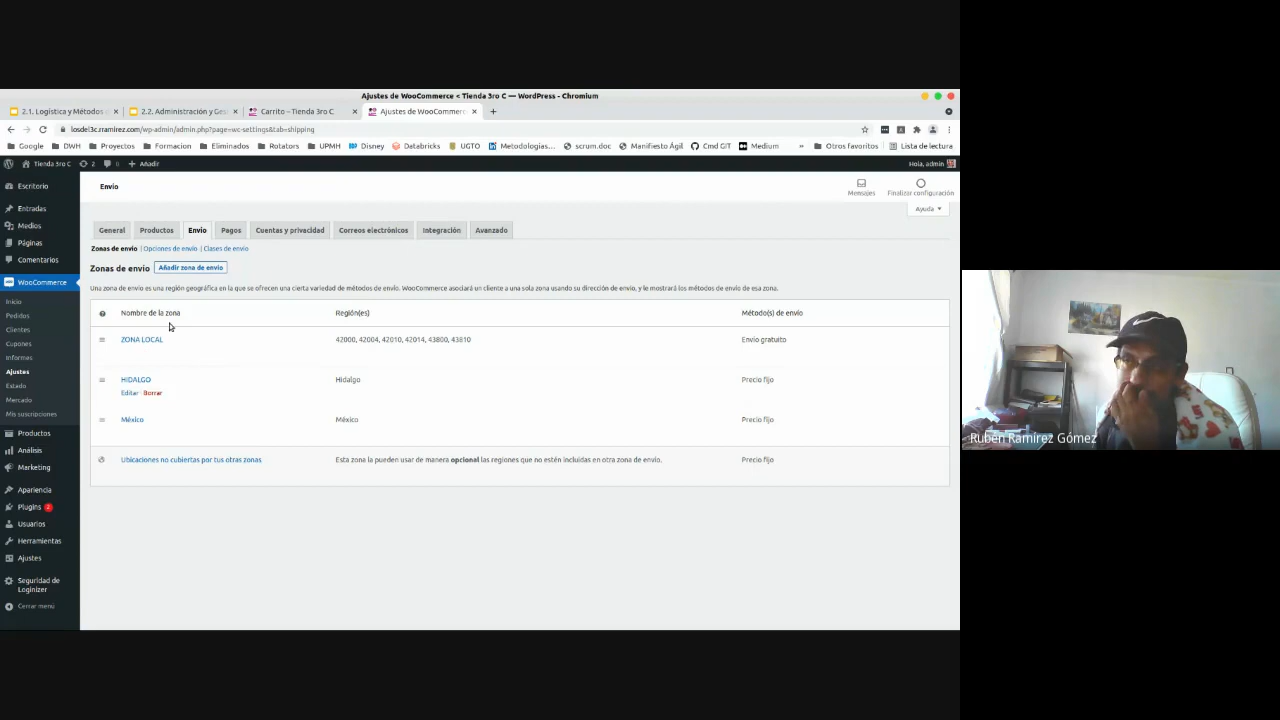 Ajustes de WooCommerce < Tienda 3ro C — WordPress - Chromium
2.1. Logística y Métodos
2.2. Administración y Ges
Carrito – Tienda 3ro C
Ajustes de WooCommerc
losdel3c.rramirez.com/wp-admin/admin.php?page=wc-settings&tab=shipping
Google DWH Proyectos Formacion Eliminados Rotators UPMH Disney Databricks UGTO Metodologías... scrum.doc Manifiesto Ágil Cmd GIT Medium » Otros favoritos Lista de lectura
Tienda 3ro C 2 Añadir Hola, admin
Escritorio
Entradas
Medios
Páginas
Comentarios
WooCommerce
Inicio
Pedidos
Clientes
Cupones
Informes
Ajustes
Estado
Mercado
Mis suscripciones
Productos
Análisis
Marketing
Apariencia
Plugins 2
Usuarios
Herramientas
Ajustes
Seguridad de
Loginizer
Cerrar menú
Envío
Mensajes
Finalizar configuración
Ayuda
General Productos Envío Pagos Cuentas y privacidad Correos electrónicos Integración Avanzado
Zonas de envío | Opciones de envío | Clases de envío
Zonas de envío Añadir zona de envío
Una zona de envío es una región geográfica en la que se ofrecen una cierta variedad de métodos de envío. WooCommerce asociará un cliente a una sola zona usando su dirección de envío, y le mostrará los métodos de envío de esa zona.
Nombre de la zona Región(es) Método(s) de envío
ZONA LOCAL 42000, 42004, 42010, 42014, 43800, 43810 Envío gratuito
HIDALGO Hidalgo Precio fijo
Editar Borrar
México México Precio fijo
Ubicaciones no cubiertas por tus otras zonas Esta zona la pueden usar de manera opcional las regiones que no estén incluidas en otra zona de envío. Precio fijo
Rubén Ramírez Gómez